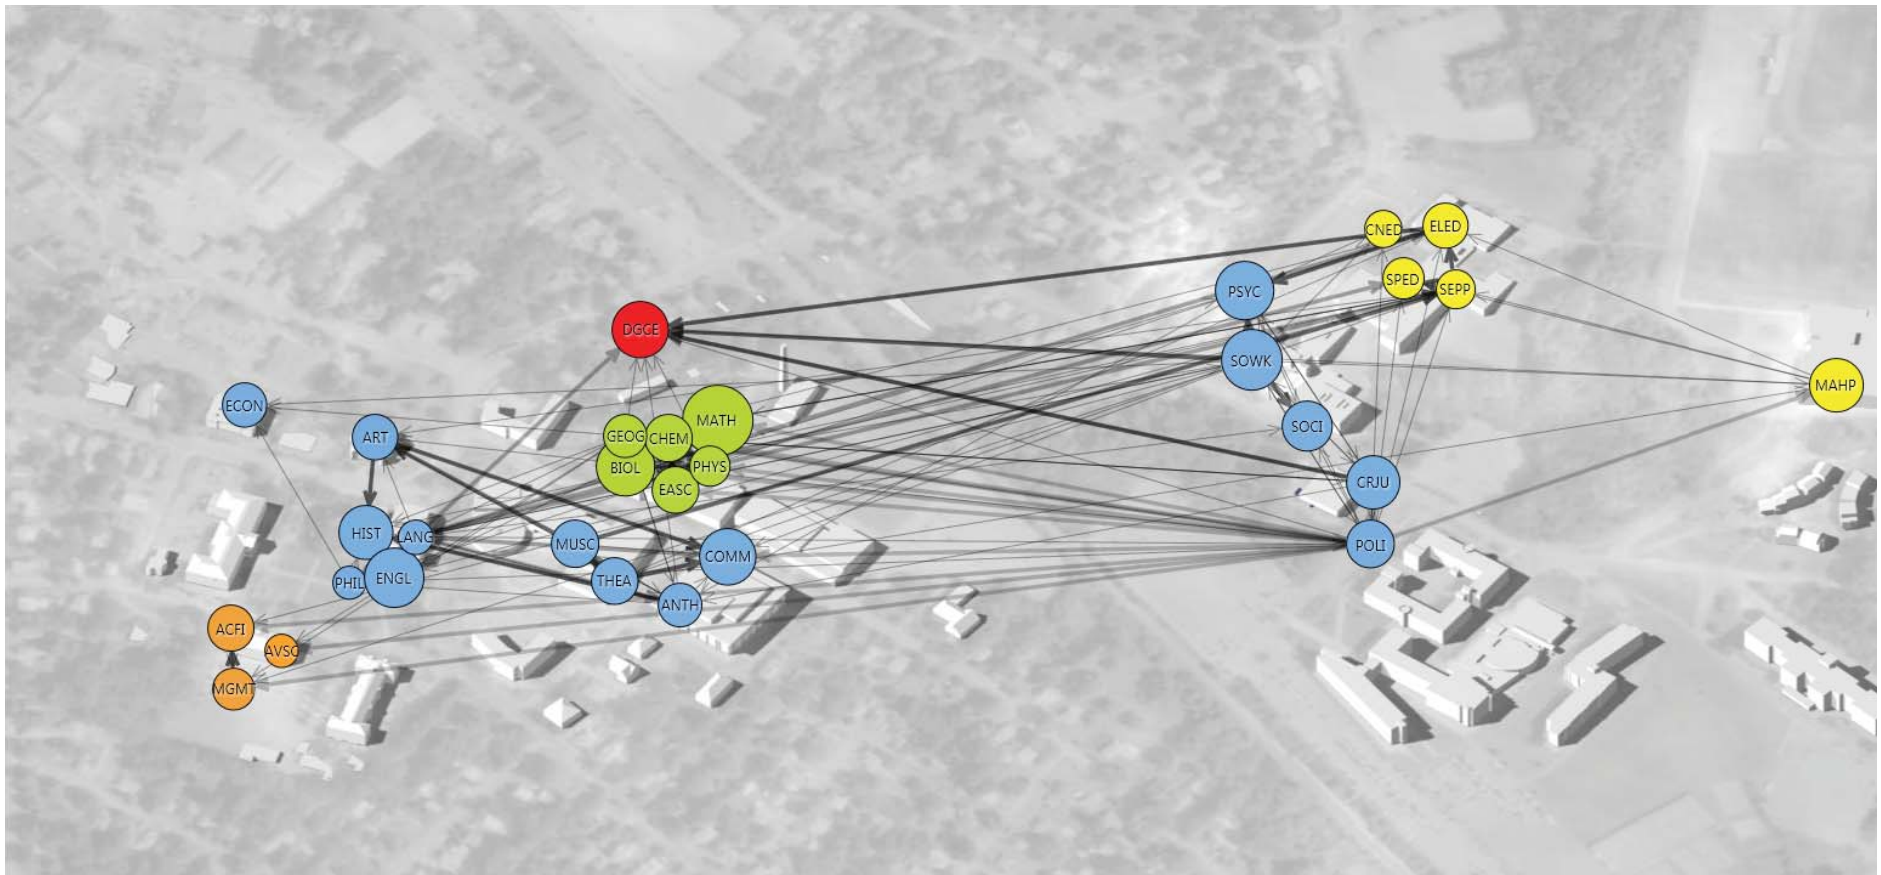 CNED
ELED
SPED
SEPP
PSYC
DGCE
SOWK
MAHP
ECON
MATH
SOCI
ART
GEOG
CHEM
BIOL
PHYS
EASC
CRJU
HIST
LANG
MUSC
COMM
POLI
PHIL
ENGL
THEA
ANTH
ACFI
AVSC
MGMT